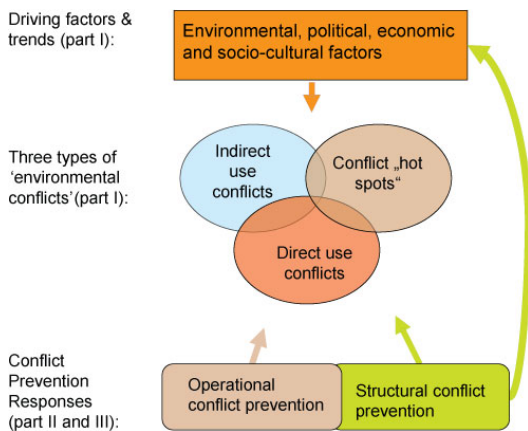 Driving factors &
trends (part I):
Environmental, political, economic
and socio-cultural factors
Three types of
‘environmental
conflicts’(part I):
Indirect
use
conflicts
Conflict „hot
spots“
Direct use
conflicts
Conflict
Prevention
Responses
(part II and III):
Operational
conflict prevention
Structural conflict
prevention